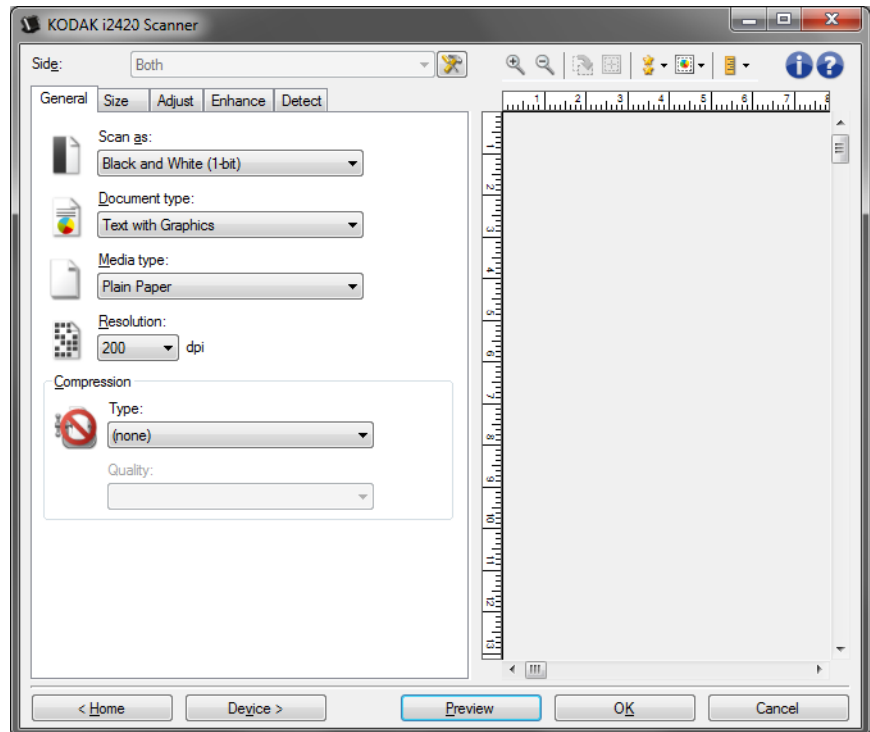 KODAK i2420 Scanner
Side: Both
General Size Adjust Enhance Detect
Scan as:
Black and White (1-bit)
Document type:
Text with Graphics
Media type:
Plain Paper
Resolution:
200 dpi
Compression
Type:
(none)
Quality:
1 2 3 4 5 6 7 8
1
2
3
4
5
6
7
8
9
10
11
12
13
< Home Device > Preview OK Cancel